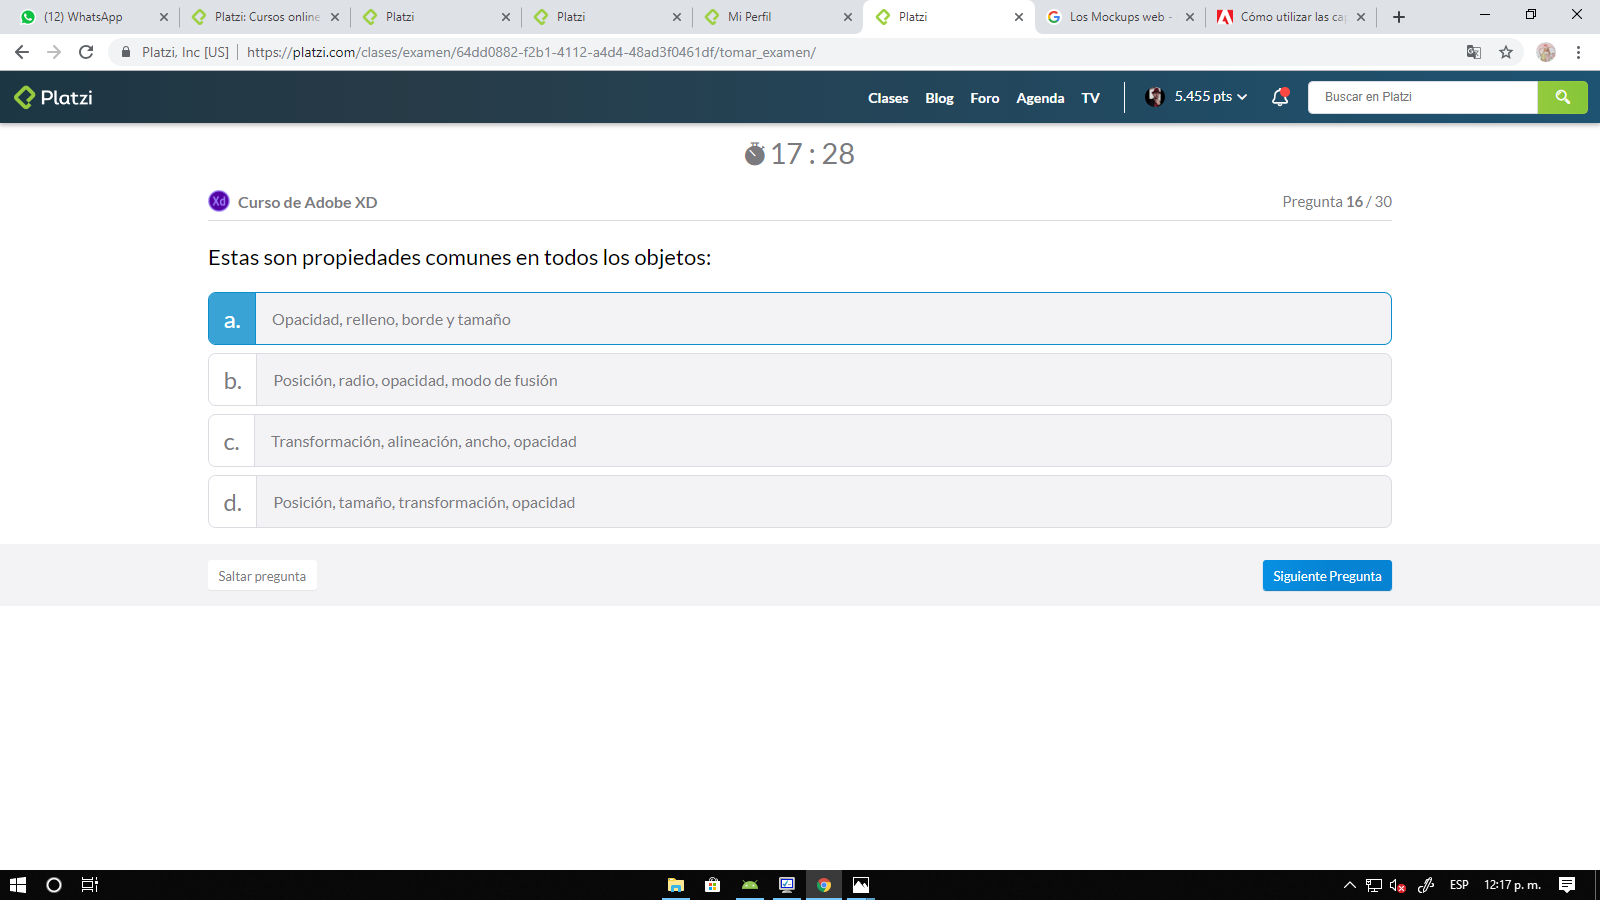 (12) WhatsApp
Platzi: Cursos online
Platzi
Platzi
Mi Perfil
Platzi
Los Mockups web -
Cómo utilizar las cap
Platzi, Inc [US]
https://platzi.com/clases/examen/64dd0882-f2b1-4112-a4d4-48ad3f0461df/tomar_examen/
Platzi
Clases
Blog
Foro
Agenda
TV
5.455 pts
Buscar en Platzi
17 : 28
Xd
Curso de Adobe XD
Pregunta 16 / 30
Estas son propiedades comunes en todos los objetos:
a. Opacidad, relleno, borde y tamaño
b. Posición, radio, opacidad, modo de fusión
c. Transformación, alineación, ancho, opacidad
d. Posición, tamaño, transformación, opacidad
Saltar pregunta
Siguiente Pregunta
ESP
12:17 p. m.